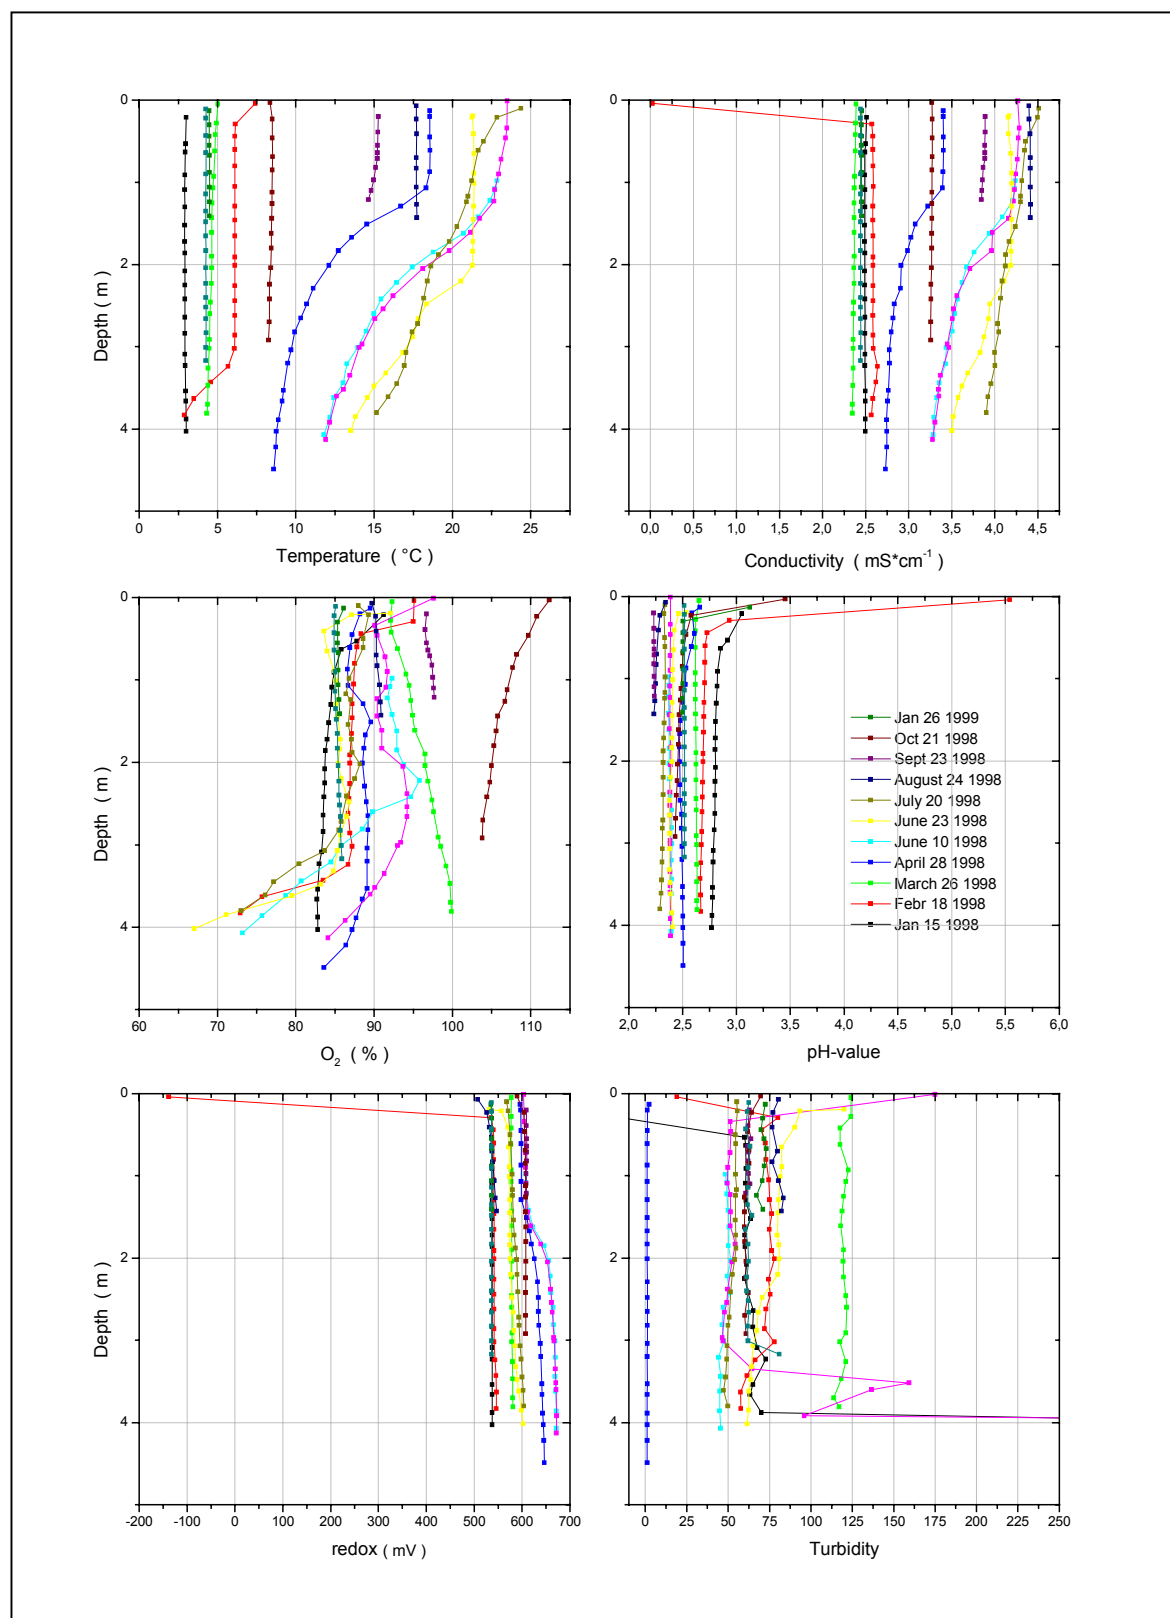 0
2
4
Depth ( m )
0 5 10 15 20 25
Temperature ( °C )
0
2
4
Depth ( m )
0,0 0,5 1,0 1,5 2,0 2,5 3,0 3,5 4,0 4,5
Conductivity ( mS*cm-1 )
0
2
4
Depth ( m )
60 70 80 90 100 110
O2 ( % )
0
2
4
Depth ( m )
Jan 26 1999
Oct 21 1998
Sept 23 1998
August 24 1998
July 20 1998
June 23 1998
June 10 1998
April 28 1998
March 26 1998
Febr 18 1998
Jan 15 1998
2,0 2,5 3,0 3,5 4,0 4,5 5,0 5,5 6,0
pH-value
0
2
4
Depth ( m )
-200 -100 0 100 200 300 400 500 600 700
redox ( mV )
0
2
4
Depth ( m )
0 25 50 75 100 125 150 175 200 225 250
Turbidity